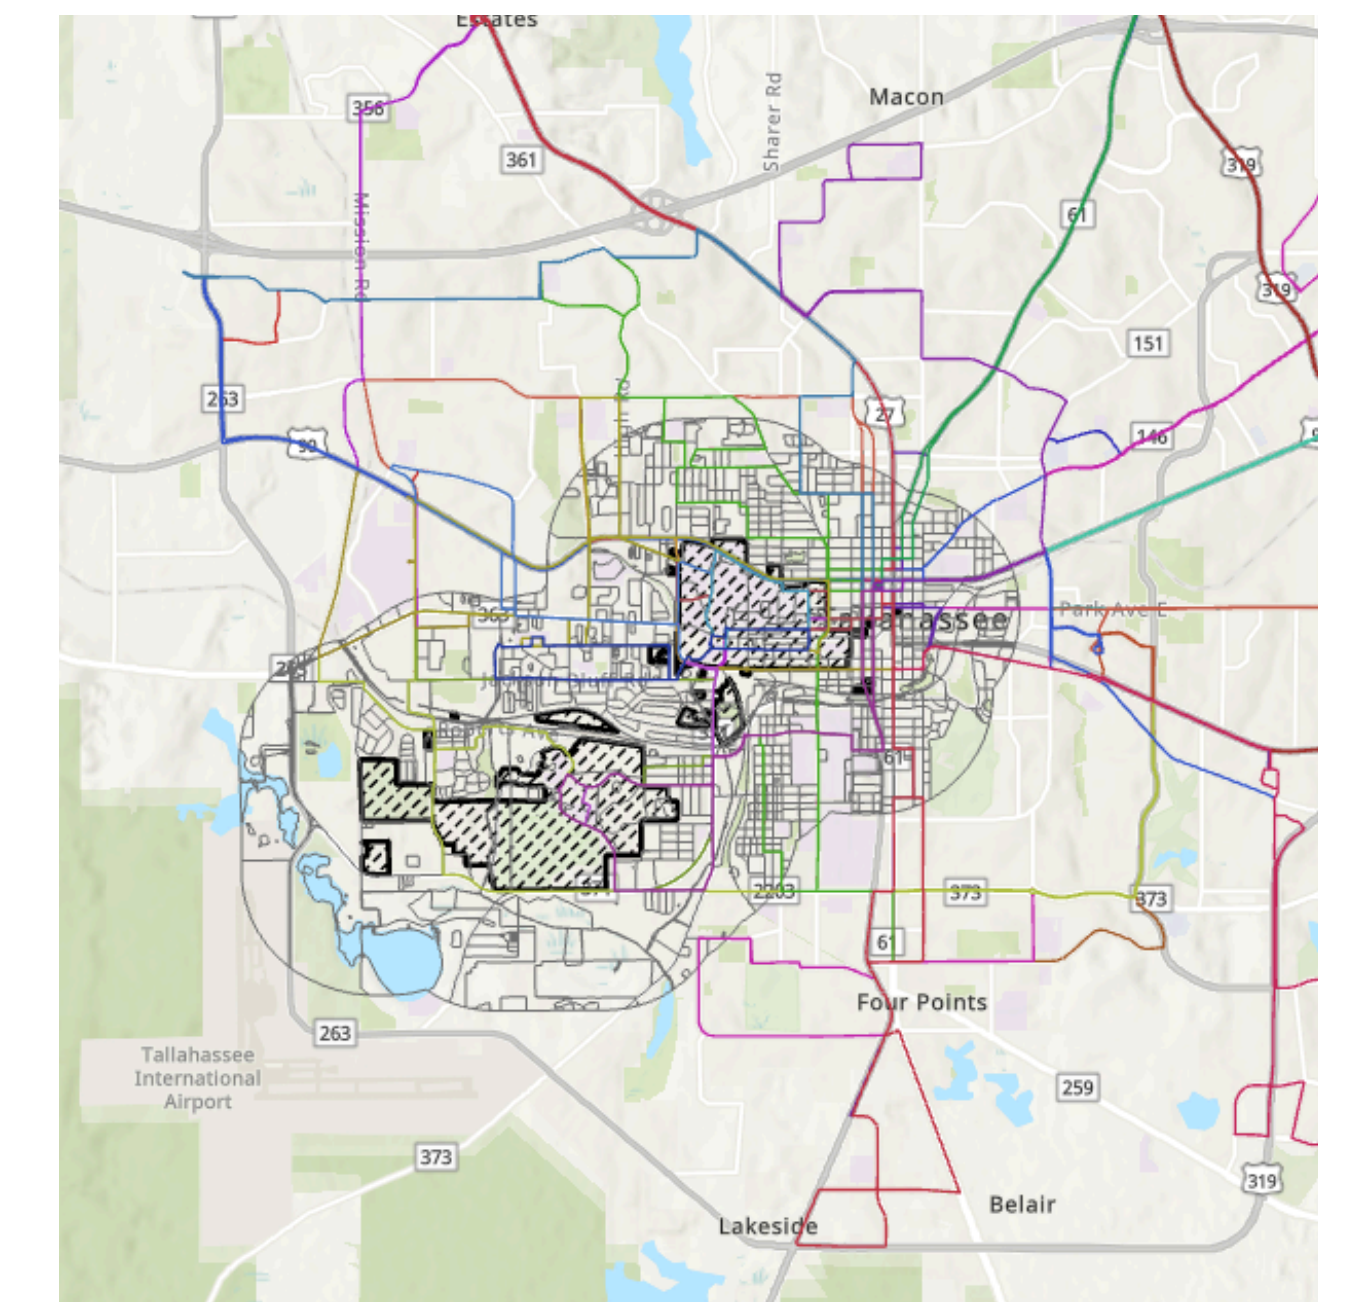 Estates
Macon
356
Sharer Rd
361
319
61
Mission Rd
319
151
263
27
90
146
Park Ave E
363
Tallahassee
61
2203
373
373
61
Four Points
263
Tallahassee
International
Airport
259
373
319
Belair
Lakeside